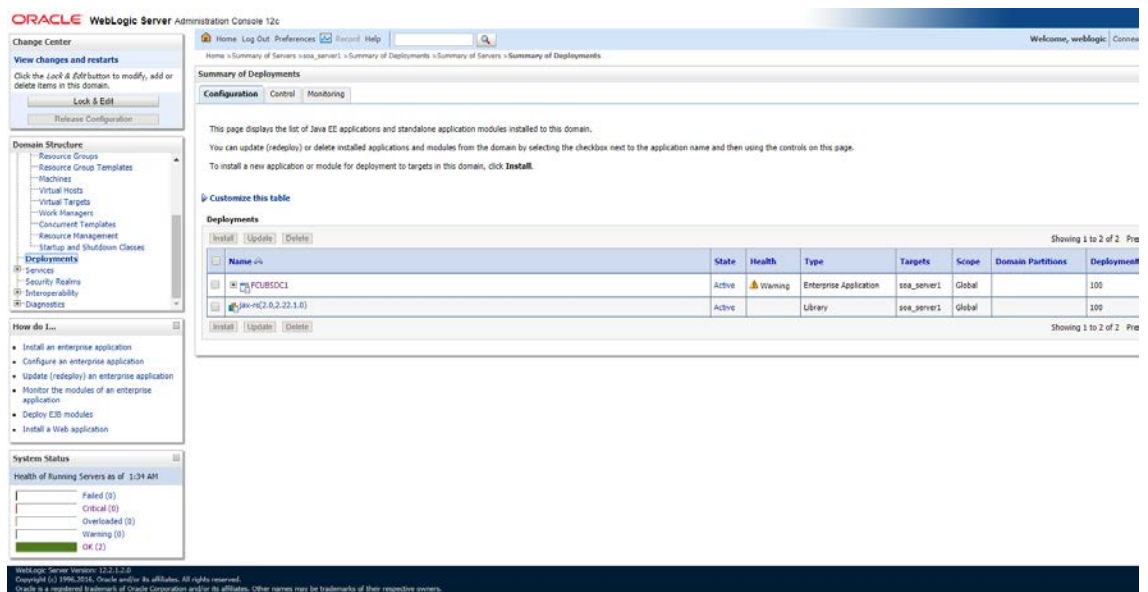 ORACLE WebLogic Server Administration Console 12c
Change Center
View changes and restarts
Click the Lock & Edit button to modify, add or
delete items in this domain.
Lock & Edit
Release Configuration
Domain Structure
Resource Groups
Resource Group Templates
Machines
Virtual Hosts
Virtual Targets
Work Managers
Concurrent Templates
Resource Management
Startup and Shutdown Classes
Deployments
Services
Security Realms
Interoperability
Diagnostics
How do I...
Install an enterprise application
Configure an enterprise application
Update (redeploy) an enterprise application
Monitor the modules of an enterprise
application
Deploy EJB modules
Install a Web application
System Status
Health of Running Servers as of 1:34 AM
Failed (0)
Critical (0)
Overloaded (0)
Warning (0)
OK (2)
Home Log Out Preferences Record Help
Welcome, weblogic Connec
Home >Summary of Servers >soa_server1 >Summary of Deployments >Summary of Servers >Summary of Deployments
Summary of Deployments
Configuration Control Monitoring
This page displays the list of Java EE applications and standalone application modules installed to this domain.
You can update (redeploy) or delete installed applications and modules from the domain by selecting the checkbox next to the application name and then using the controls on this page.
To install a new application or module for deployment to targets in this domain, click Install.
Customize this table
Deployments
Install Update Delete Showing 1 to 2 of 2 Pre
Name State Health Type Targets Scope Domain Partitions Deployment
FCUBSDC1 Active Warning Enterprise Application soa_server1 Global 100
jax-rs(2.0,2.22.1.0) Active Library soa_server1 Global 100
Install Update Delete Showing 1 to 2 of 2 Pre
WebLogic Server Version: 12.2.1.2.0
Copyright (c) 1996,2016, Oracle and/or its affiliates. All rights reserved.
Oracle is a registered trademark of Oracle Corporation and/or its affiliates. Other names may be trademarks of their respective owners.